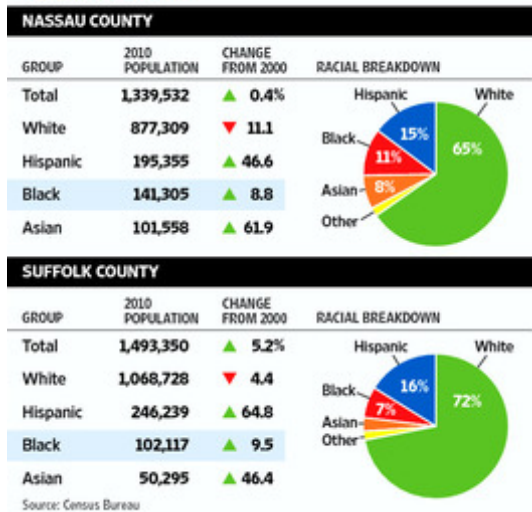 NASSAU COUNTY
GROUP 2010 POPULATION CHANGE FROM 2000 RACIAL BREAKDOWN
Total 1,339,532 ▲ 0.4%
White 877,309 ▼ 11.1
Hispanic 195,355 ▲ 46.6
Black 141,305 ▲ 8.8
Asian 101,558 ▲ 61.9
Hispanic White
Black 15%
11% 65%
Asian 8%
Other
SUFFOLK COUNTY
GROUP 2010 POPULATION CHANGE FROM 2000 RACIAL BREAKDOWN
Total 1,493,350 ▲ 5.2%
White 1,068,728 ▼ 4.4
Hispanic 246,239 ▲ 64.8
Black 102,117 ▲ 9.5
Asian 50,295 ▲ 46.4
Hispanic White
16%
Black 7% 72%
Asian
Other
Source: Census Bureau